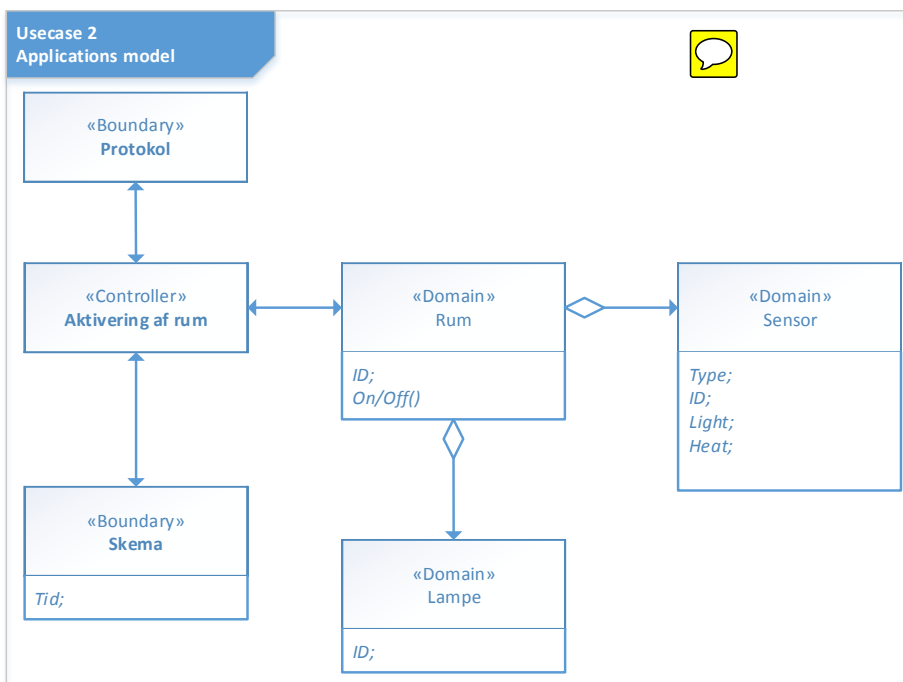 Usecase 2
Applications model
«Boundary»
Protokol
«Controller»
Aktivering af rum
«Domain»
Rum
ID;
On/Off()
«Domain»
Sensor
Type;
ID;
Light;
Heat;
«Boundary»
Skema
Tid;
«Domain»
Lampe
ID;